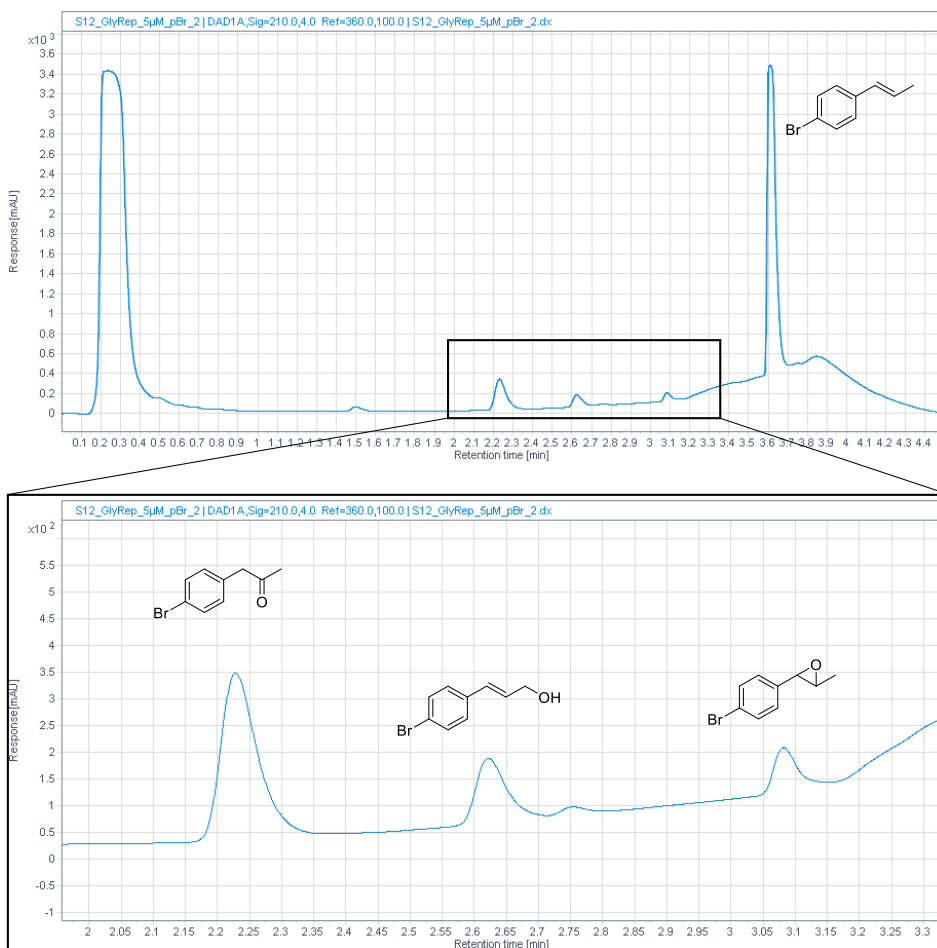 S12_GlyRep_5µM_pBr_2 | DAD1A,Sig=210.0,4.0 Ref=360.0,100.0 | S12_GlyRep_5µM_pBr_2.dx
x10 3
3.6
3.4
3.2
3
2.8
2.6
2.4
2.2
2
1.8
1.6
1.4
1.2
1
0.8
0.6
0.4
0.2
0
Response [mAU]
Br
0.1 0.2 0.3 0.4 0.5 0.6 0.7 0.8 0.9 1 1.1 1.2 1.3 1.4 1.5 1.6 1.7 1.8 1.9 2 2.1 2.2 2.3 2.4 2.5 2.6 2.7 2.8 2.9 3 3.1 3.2 3.3 3.4 3.5 3.6 3.7 3.8 3.9 4 4.1 4.2 4.3 4.4
Retention time [min]
S12_GlyRep_5µM_pBr_2 | DAD1A,Sig=210.0,4.0 Ref=360.0,100.0 | S12_GlyRep_5µM_pBr_2.dx
x10 2
5.5
5
4.5
4
3.5
3
2.5
2
1.5
1
0.5
0
-0.5
-1
Response [mAU]
Br
O
Br
OH
Br
O
2 2.05 2.1 2.15 2.2 2.25 2.3 2.35 2.4 2.45 2.5 2.55 2.6 2.65 2.7 2.75 2.8 2.85 2.9 2.95 3 3.05 3.1 3.15 3.2 3.25 3.3
Retention time [min]